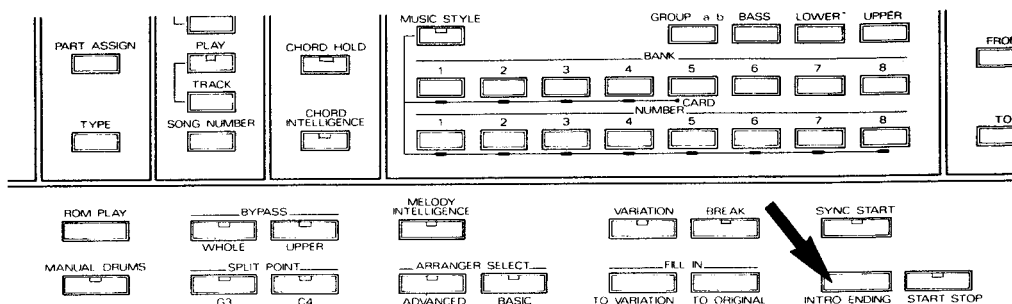 MUSIC STYLE GROUP a b BASS LOWER UPPER
PART ASSIGN PLAY CHORD HOLD
BANK
1 2 3 4 5 6 7 8
TRACK
CARD
TYPE SONG NUMBER CHORD INTELLIGENCE
NUMBER
1 2 3 4 5 6 7 8
ROM PLAY BYPASS MELODY INTELLIGENCE VARIATION BREAK SYNC START
WHOLE UPPER
MANUAL DRUMS SPLIT POINT ARRANGER SELECT FILL IN
ADVANCED BASIC TO VARIATION TO ORIGINAL INTRO ENDING START STOP